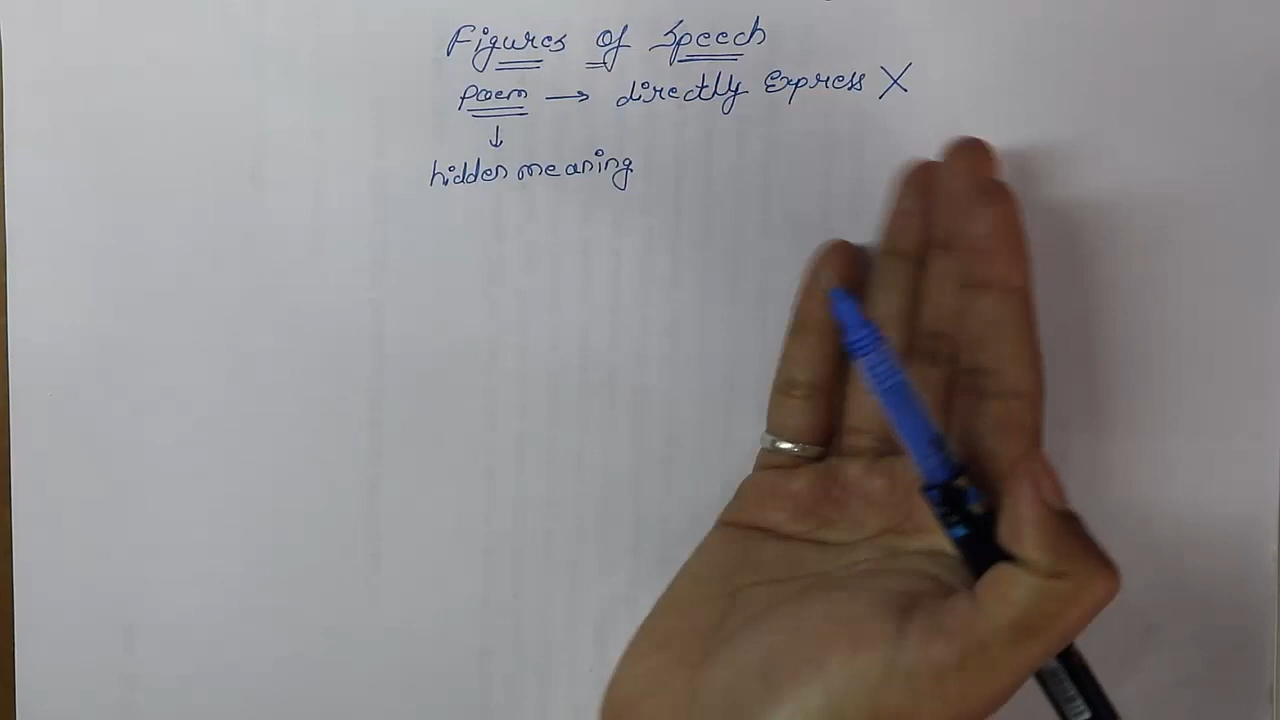 Figures of Speech
Poem → directly Express X
↓
hidden meaning